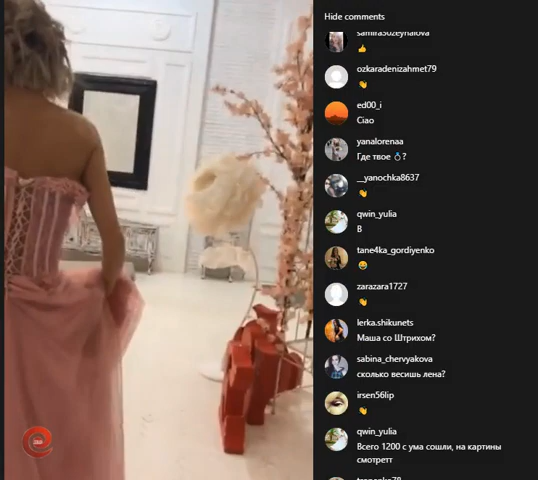 Hide comments
samira50zeynalova
👍
ozkaradenizahmet79
👋
ed00_i
Ciao
yanalorenaa
Где твое 💍?
__yanochka8637
👋
qwin_yulia
В
tane4ka_gordiyenko
😂
zarazara1727
👋
lerka.shikunets
Маша со Штрихом?
sabina_chervyakova
сколько весишь лена?
irsen56lip
👋
qwin_yulia
Всего 1200 с ума сошли, на картины
смотретт